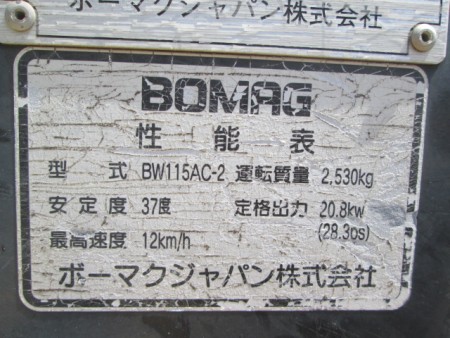 ボーマクジャパン株式会社
BOMAG
性能表
型式 BW115AC-2 運転質量 2,530kg
安定度 37度 定格出力 20.8kw
(28.3ps)
最高速度 12km/h
ボーマクジャパン株式会社